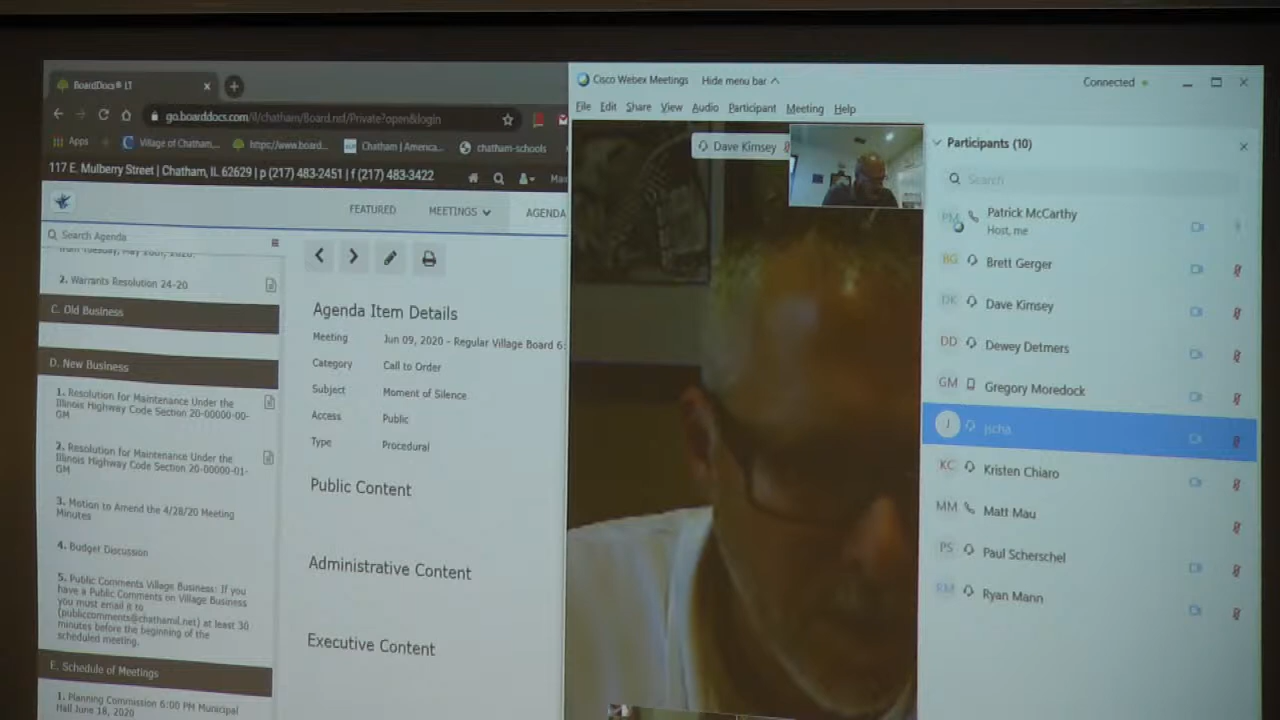 BoardDocs® LT
go.boarddocs.com/il/chatham/Board.nsf/Private?open&login
Apps
Village of Chatham...
https://www.board...
Chatham | America...
chatham-schools
117 E. Mulberry Street | Chatham, IL 62629 | p (217) 483-2451 | f (217) 483-3422
FEATURED
MEETINGS
AGENDA
Search Agenda
from Tuesday, May 26th, 2020.
2. Warrants Resolution 24-20
C. Old Business
D. New Business
1. Resolution for Maintenance Under the
Illinois Highway Code Section 20-00000-00-
GM
2. Resolution for Maintenance Under the
Illinois Highway Code Section 20-00000-01-
GM
3. Motion to Amend the 4/28/20 Meeting
Minutes
4. Budget Discussion
5. Public Comments Village Business: If you
have a Public Comments on Village Business
you must email it to
(publiccomments@chathamil.net) at least 30
minutes before the beginning of the
scheduled meeting.
E. Schedule of Meetings
1. Planning Commission 6:00 PM Municipal
Hall June 18, 2020
Agenda Item Details
Meeting Jun 09, 2020 - Regular Village Board 6:
Category Call to Order
Subject Moment of Silence
Access Public
Type Procedural
Public Content
Administrative Content
Executive Content
Cisco Webex Meetings Hide menu bar
Connected
File Edit Share View Audio Participant Meeting Help
Dave Kimsey
Participants (10)
Search
PM Patrick McCarthy
Host, me
BG Brett Gerger
DK Dave Kimsey
DD Dewey Detmers
GM Gregory Moredock
J jscha
KC Kristen Chiaro
MM Matt Mau
PS Paul Scherschel
RM Ryan Mann